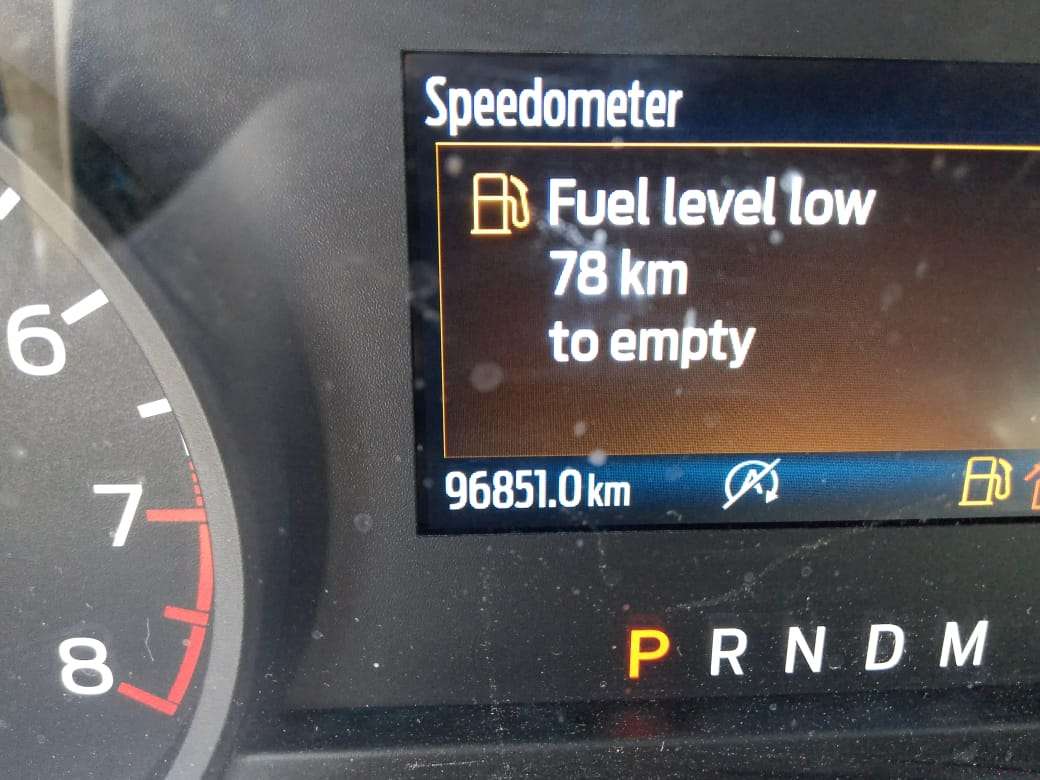 Speedometer
Fuel level low
78 km
to empty
6
7
8
96851.0 km
P R N D M